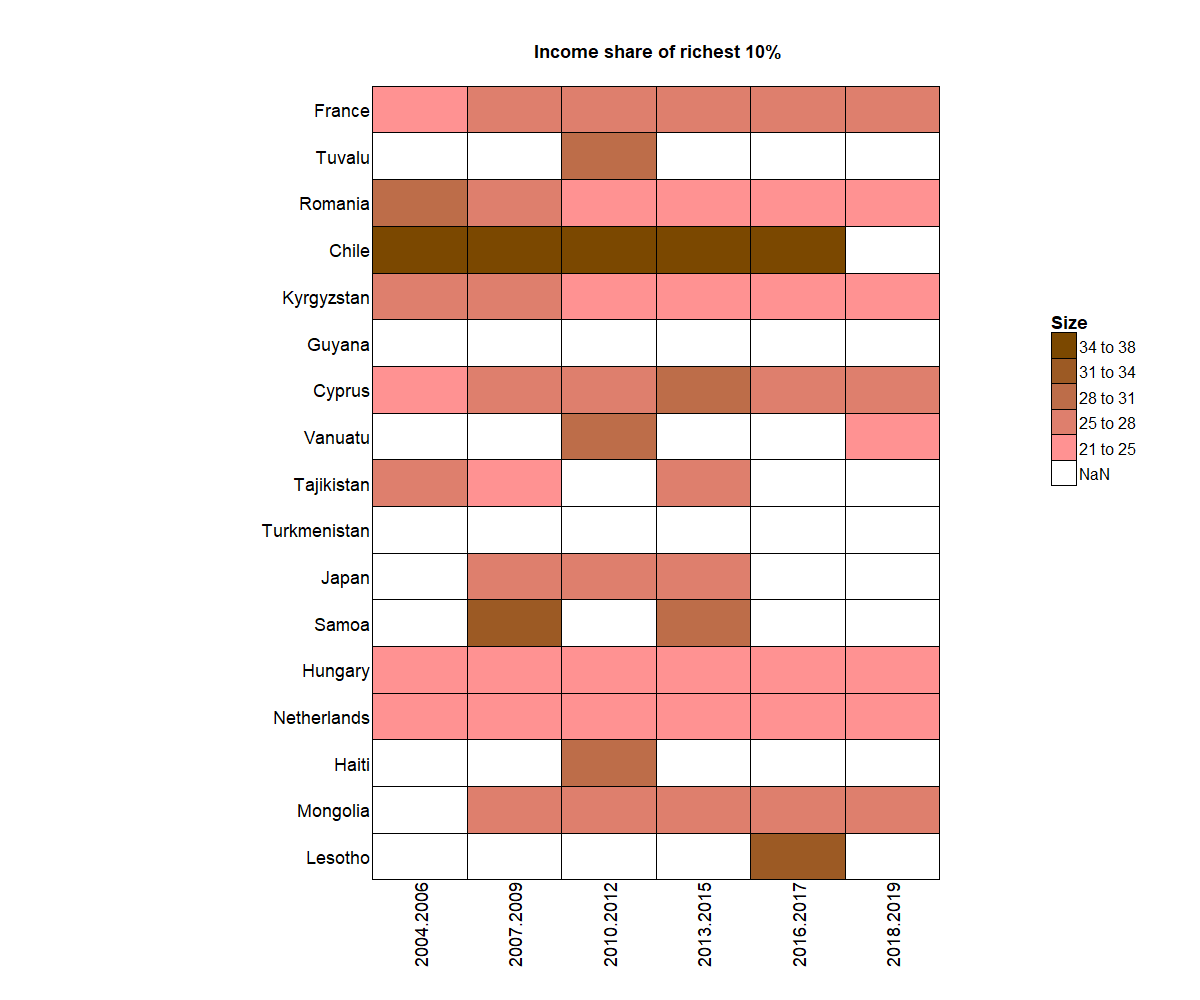 Income share of richest 10%
France
Tuvalu
Romania
Chile
Kyrgyzstan
Guyana
Cyprus
Vanuatu
Tajikistan
Turkmenistan
Japan
Samoa
Hungary
Netherlands
Haiti
Mongolia
Lesotho
2004.2006
2007.2009
2010.2012
2013.2015
2016.2017
2018.2019
Size
34 to 38
31 to 34
28 to 31
25 to 28
21 to 25
NaN